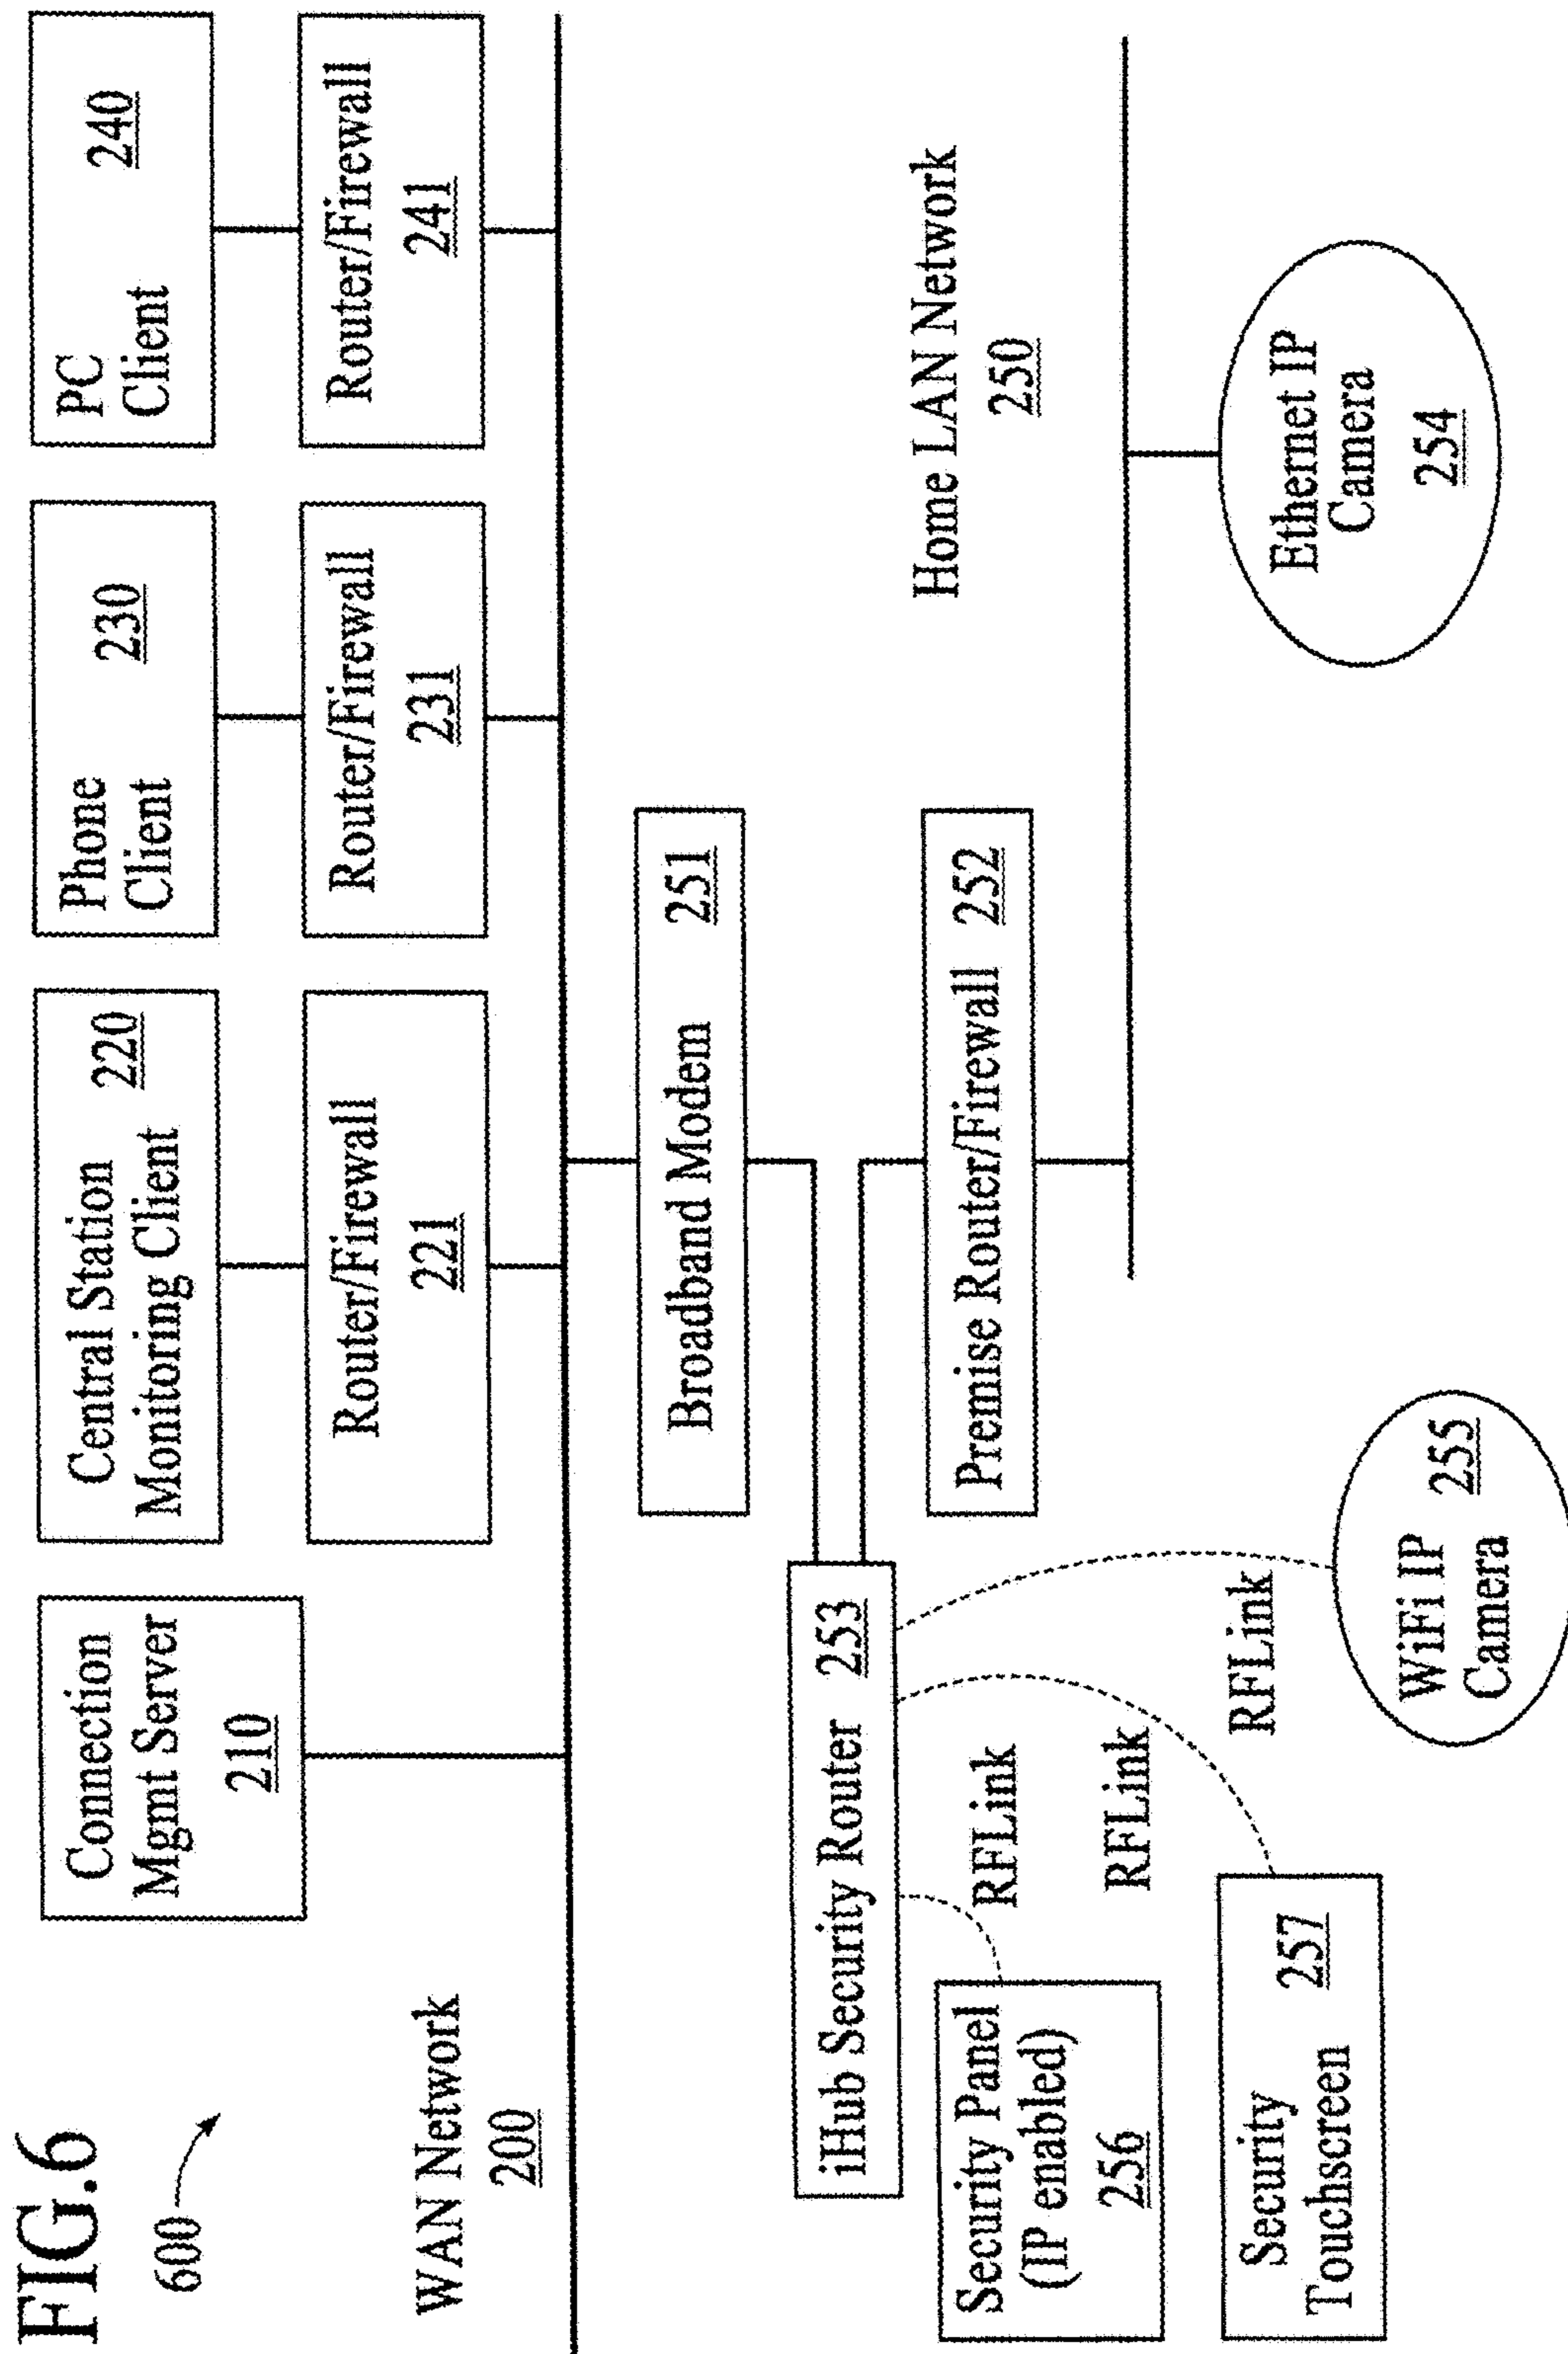 FIG.6
600
Connection
Mgmt Server
210
Central Station
Monitoring Client
220
Phone
Client
230
PC
Client
240
Router/Firewall
221
Router/Firewall
231
Router/Firewall
241
WAN Network
200
Broadband Modem 251
iHub Security Router 253
Premise Router/Firewall 252
Home LAN Network
250
Security Panel
(IP enabled)
256
RFLink
RFLink
RFLink
Security
Touchscreen
257
WiFi IP
Camera
255
Ethernet IP
Camera
254